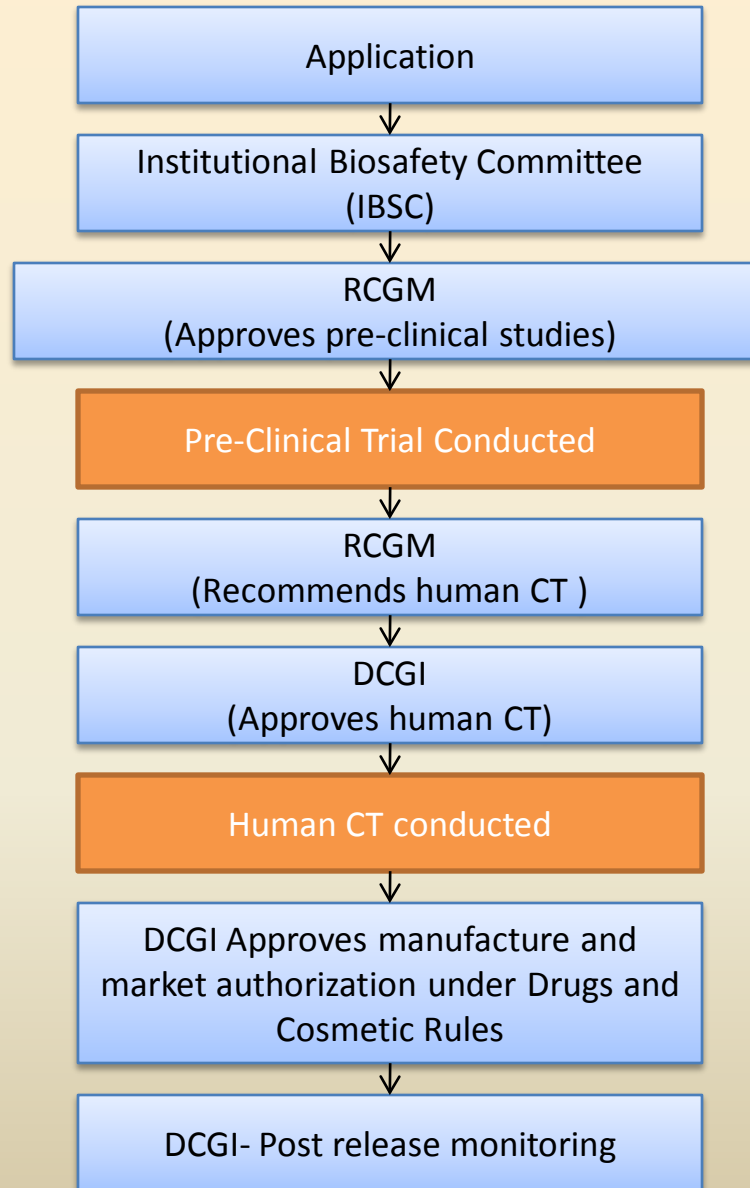 Application
Institutional Biosafety Committee
(IBSC)
RCGM
(Approves pre-clinical studies)
Pre-Clinical Trial Conducted
RCGM
(Recommends human CT )
DCGI
(Approves human CT)
Human CT conducted
DCGI Approves manufacture and
market authorization under Drugs and
Cosmetic Rules
DCGI- Post release monitoring